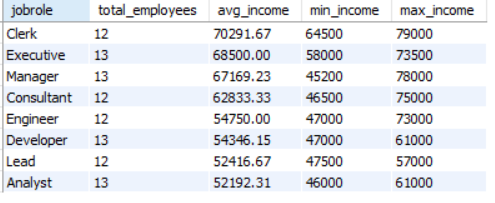 jobrole total_employees avg_income min_income max_income
Clerk 12 70291.67 64500 79000
Executive 13 68500.00 58000 73500
Manager 13 67169.23 45200 78000
Consultant 12 62833.33 46500 75000
Engineer 12 54750.00 47000 73000
Developer 13 54346.15 47000 61000
Lead 12 52416.67 47500 57000
Analyst 13 52192.31 46000 61000